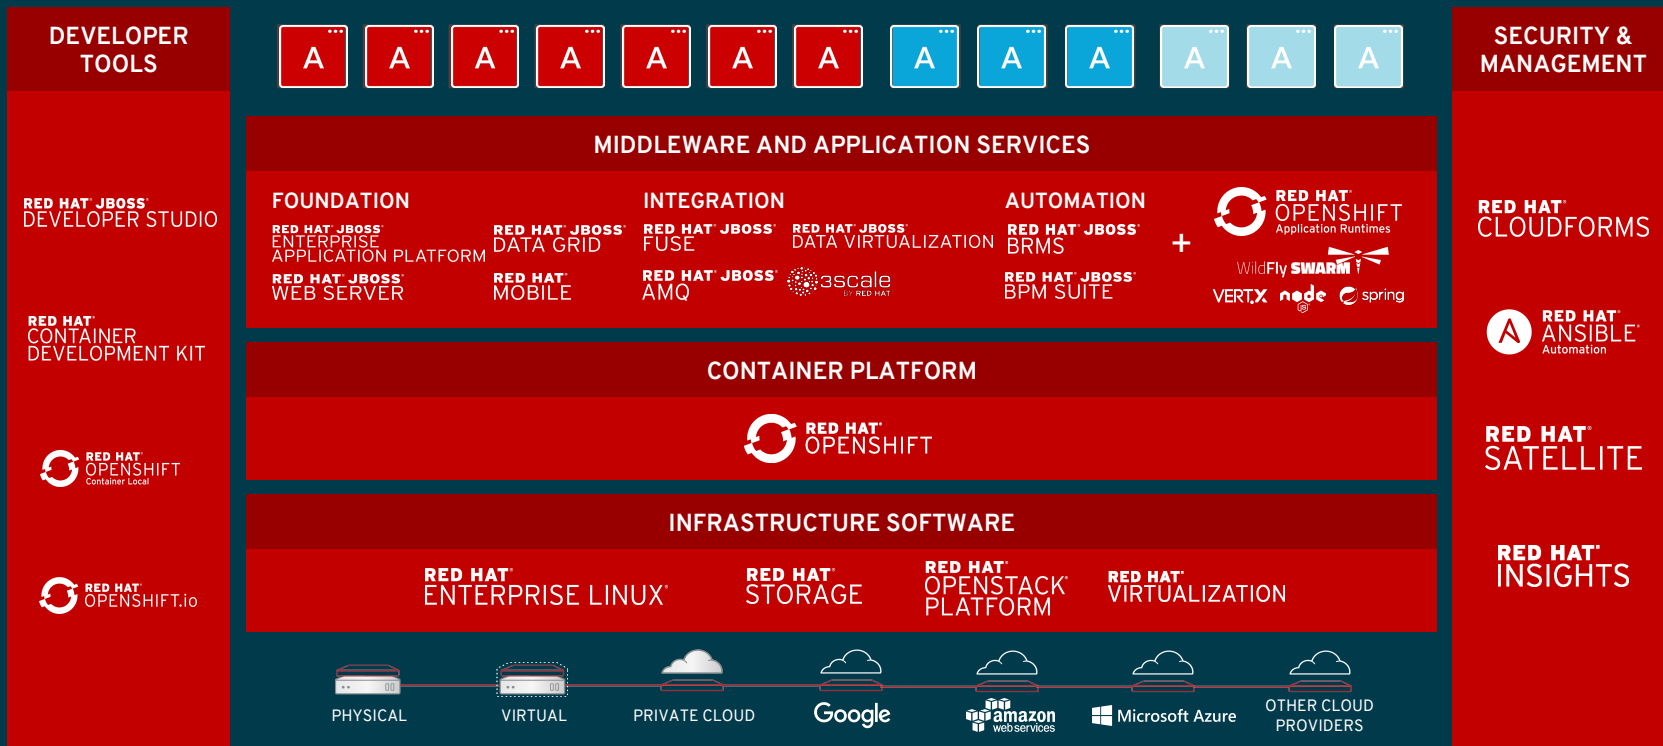 DEVELOPER
TOOLS
RED HAT® JBOSS®
DEVELOPER STUDIO
RED HAT®
CONTAINER
DEVELOPMENT KIT
RED HAT®
OPENSHIFT
Container Local
RED HAT®
OPENSHIFT.io
A A A A A A A A A A A A A
MIDDLEWARE AND APPLICATION SERVICES
FOUNDATION
RED HAT® JBOSS®
ENTERPRISE
APPLICATION PLATFORM
RED HAT® JBOSS®
WEB SERVER
RED HAT® JBOSS®
DATA GRID
RED HAT®
MOBILE
INTEGRATION
RED HAT® JBOSS®
FUSE
RED HAT® JBOSS®
AMQ
RED HAT® JBOSS®
DATA VIRTUALIZATION
3scale
BY RED HAT
AUTOMATION
RED HAT® JBOSS®
BRMS
RED HAT® JBOSS®
BPM SUITE
+
RED HAT®
OPENSHIFT
Application Runtimes
WildFly SWARM
VERT.X node JS spring
CONTAINER PLATFORM
RED HAT®
OPENSHIFT
INFRASTRUCTURE SOFTWARE
RED HAT®
ENTERPRISE LINUX®
RED HAT®
STORAGE
RED HAT®
OPENSTACK®
PLATFORM
RED HAT®
VIRTUALIZATION
PHYSICAL
VIRTUAL
PRIVATE CLOUD
Google
amazon
web services
Microsoft Azure
OTHER CLOUD
PROVIDERS
SECURITY &
MANAGEMENT
RED HAT®
CLOUDFORMS
RED HAT®
ANSIBLE®
Automation
RED HAT®
SATELLITE
RED HAT®
INSIGHTS